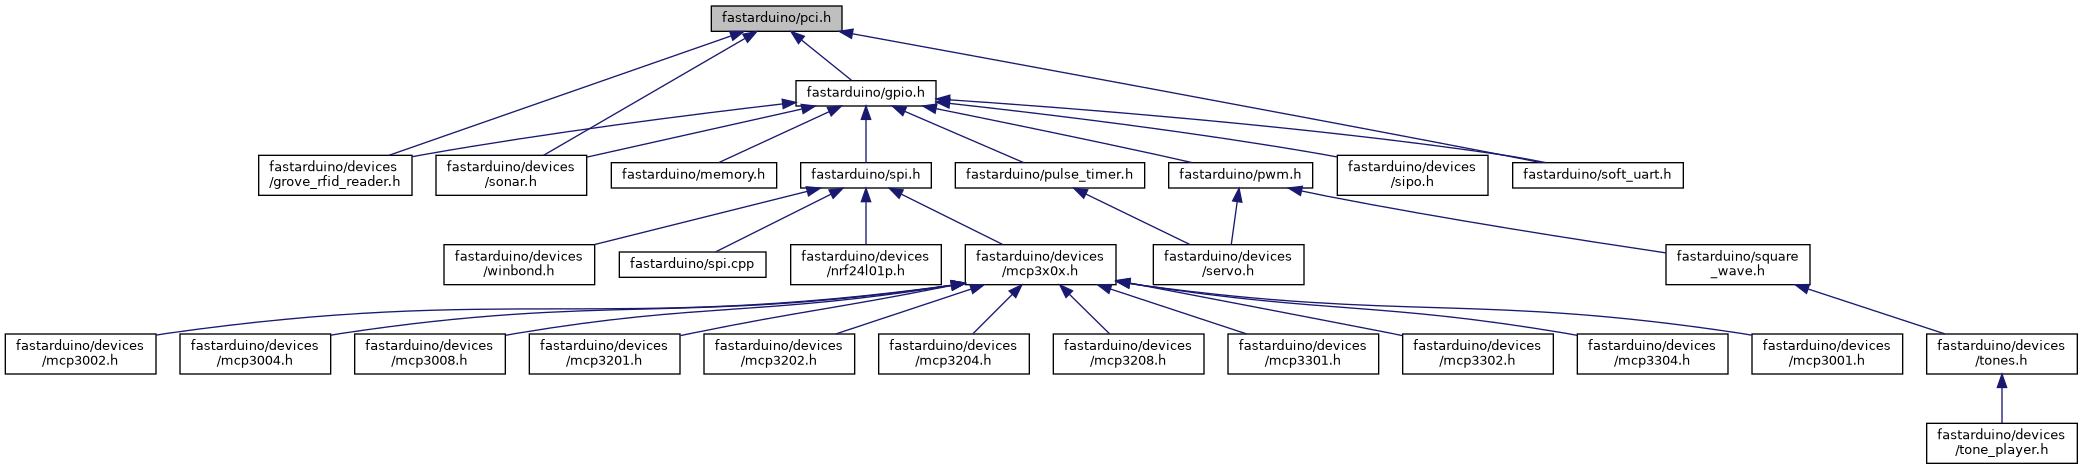 fastarduino/pci.h
fastarduino/gpio.h
fastarduino/devices
/grove_rfid_reader.h
fastarduino/devices
/sonar.h
fastarduino/memory.h
fastarduino/spi.h
fastarduino/pulse_timer.h
fastarduino/pwm.h
fastarduino/devices
/sipo.h
fastarduino/soft_uart.h
fastarduino/devices
/winbond.h
fastarduino/spi.cpp
fastarduino/devices
/nrf24l01p.h
fastarduino/devices
/mcp3x0x.h
fastarduino/devices
/servo.h
fastarduino/square
_wave.h
fastarduino/devices
/mcp3002.h
fastarduino/devices
/mcp3004.h
fastarduino/devices
/mcp3008.h
fastarduino/devices
/mcp3201.h
fastarduino/devices
/mcp3202.h
fastarduino/devices
/mcp3204.h
fastarduino/devices
/mcp3208.h
fastarduino/devices
/mcp3301.h
fastarduino/devices
/mcp3302.h
fastarduino/devices
/mcp3304.h
fastarduino/devices
/mcp3001.h
fastarduino/devices
/tones.h
fastarduino/devices
/tone_player.h